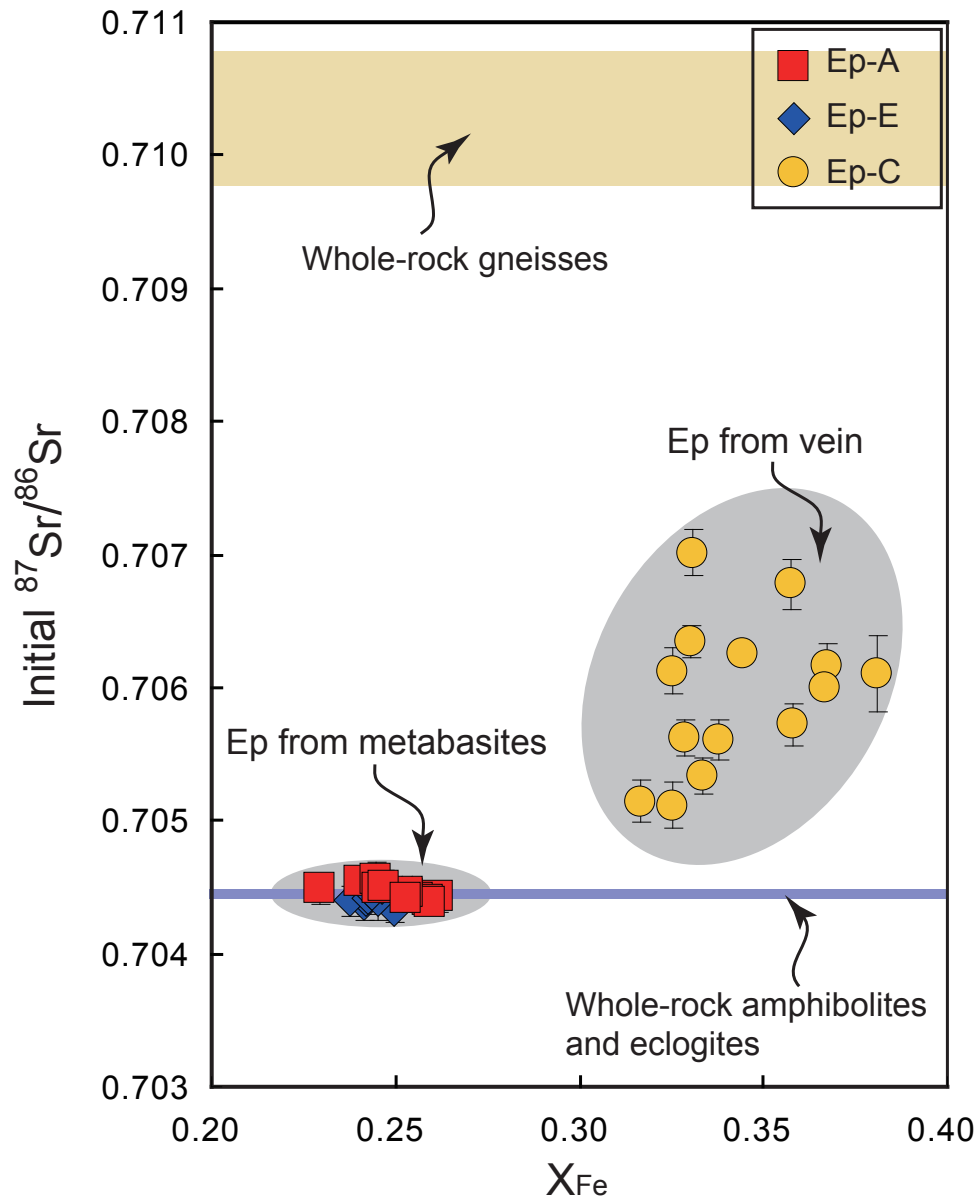 0.711
0.710
0.709
0.708
0.707
0.706
0.705
0.704
0.703
Initial ⁸⁷Sr/⁸⁶Sr
Ep-A
Ep-E
Ep-C
Whole-rock gneisses
Ep from vein
Ep from metabasites
Whole-rock amphibolites
and eclogites
0.20
0.25
0.30
0.35
0.40
XFe